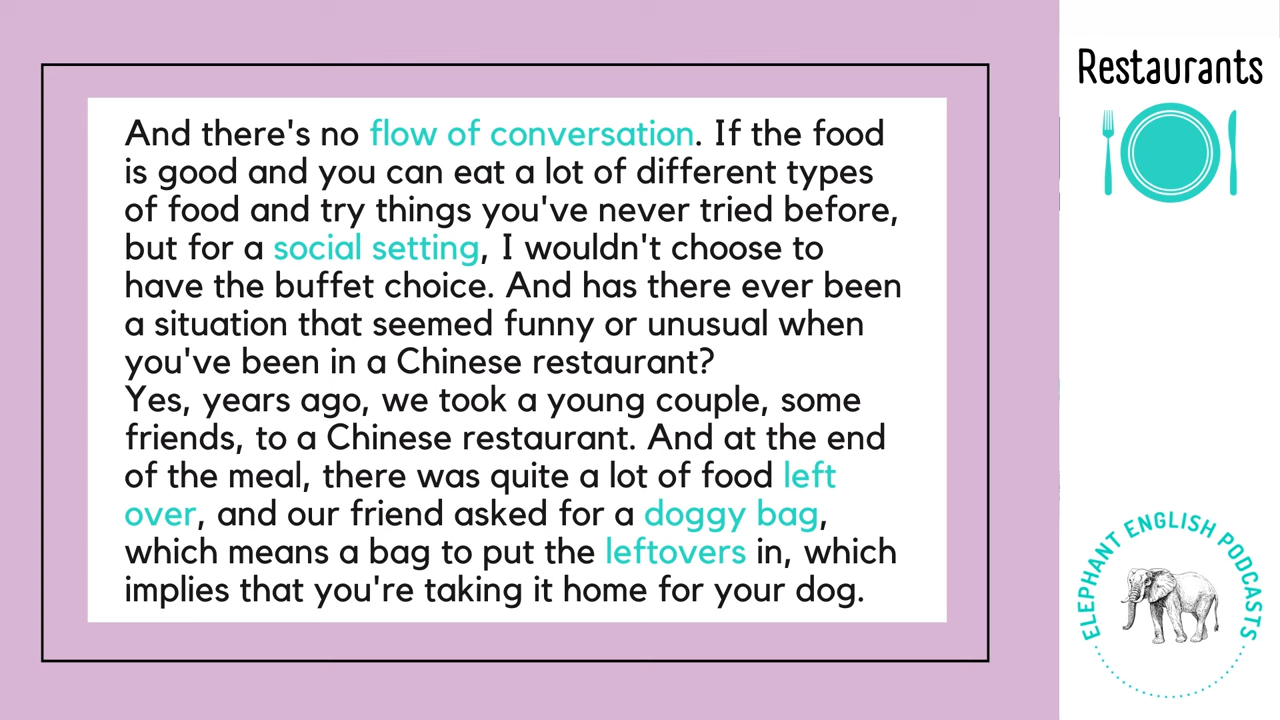 And there's no flow of conversation. If the food
is good and you can eat a lot of different types
of food and try things you've never tried before,
but for a social setting, I wouldn't choose to
have the buffet choice. And has there ever been
a situation that seemed funny or unusual when
you've been in a Chinese restaurant?
Yes, years ago, we took a young couple, some
friends, to a Chinese restaurant. And at the end
of the meal, there was quite a lot of food left
over, and our friend asked for a doggy bag,
which means a bag to put the leftovers in, which
implies that you're taking it home for your dog.
Restaurants
ELEPHANT ENGLISH PODCASTS